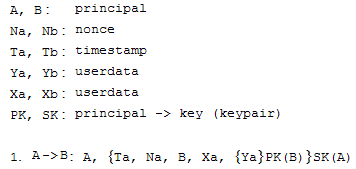 A, B: principal
Na, Nb: nonce
Ta, Tb: timestamp
Ya, Yb: userdata
Xa, Xb: userdata
PK, SK: principal -> key (keypair)
1. A->B: A, {Ta, Na, B, Xa, {Ya}PK(B)}SK(A)